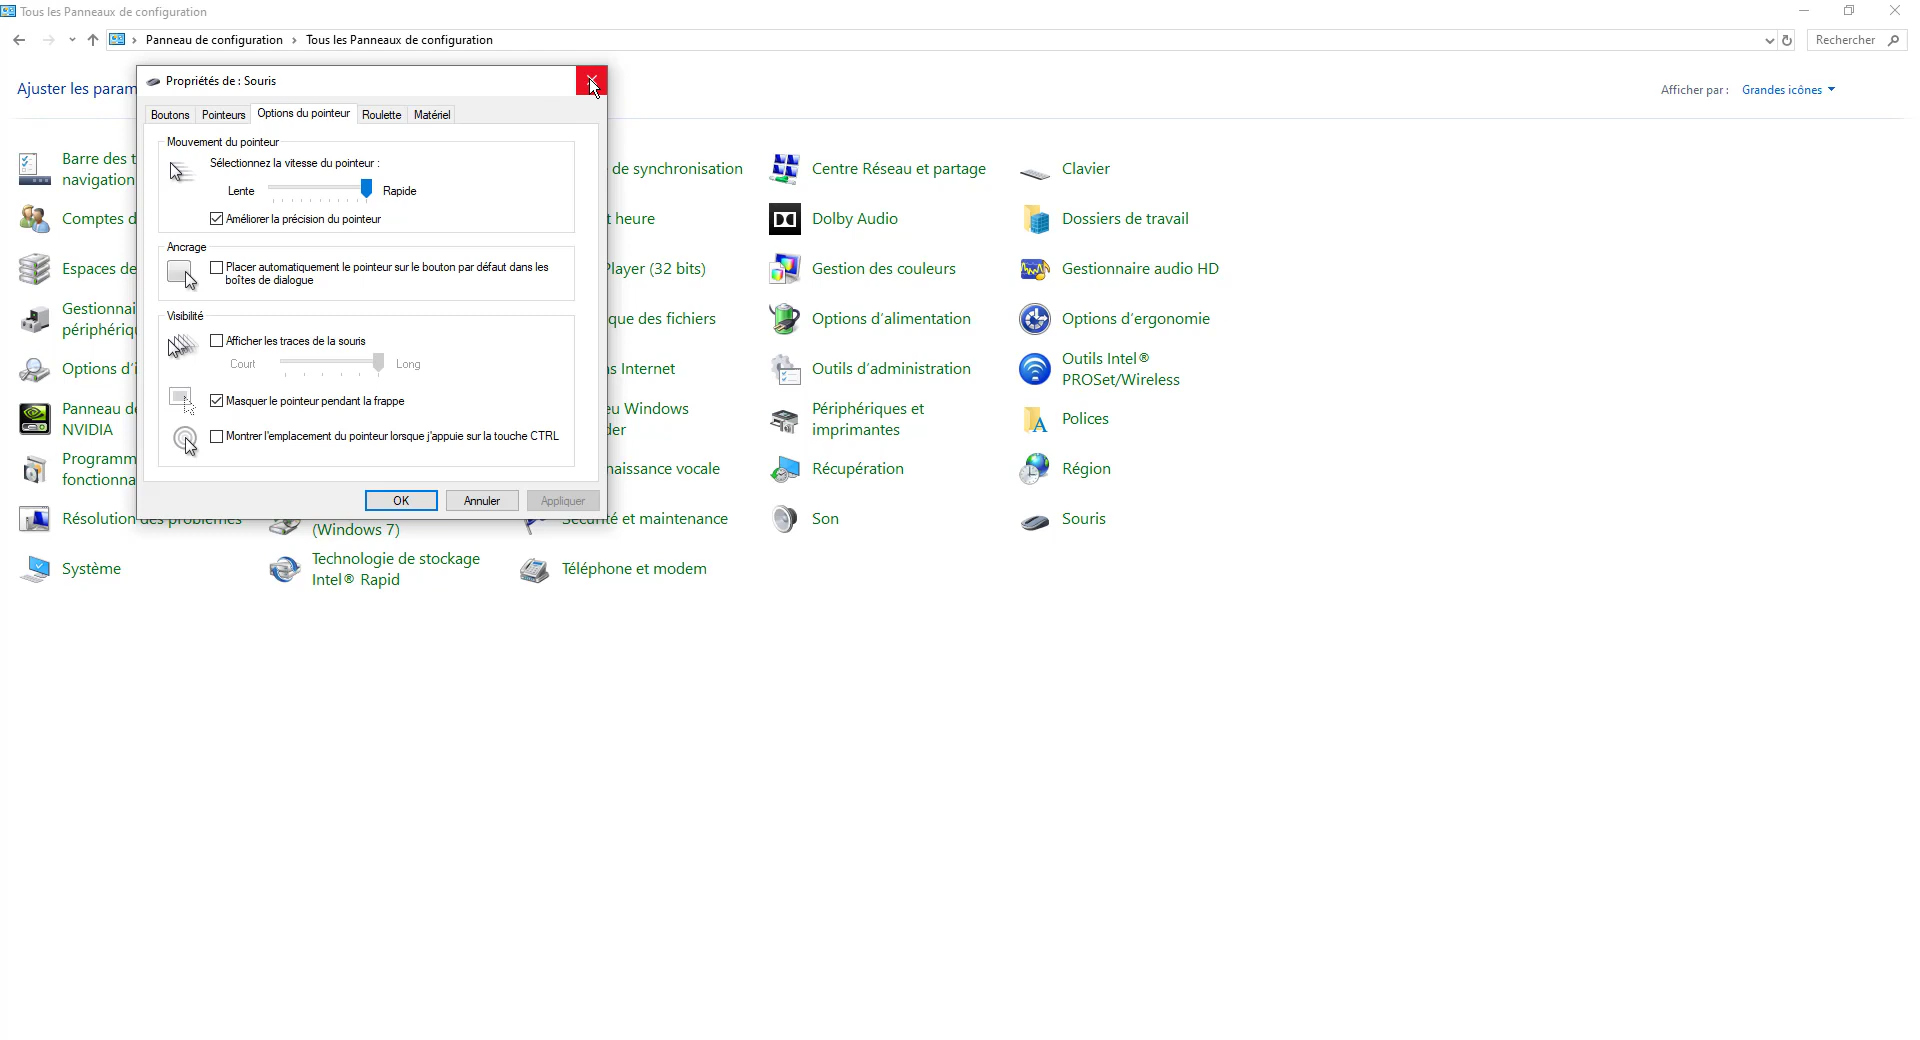 Tous les Panneaux de configuration
Panneau de configuration › Tous les Panneaux de configuration
Rechercher
Ajuster les param
Afficher par : Grandes icônes
Propriétés de : Souris
Boutons Pointeurs Options du pointeur Roulette Matériel
Mouvement du pointeur
Sélectionnez la vitesse du pointeur :
Lente Rapide
Améliorer la précision du pointeur
Ancrage
Placer automatiquement le pointeur sur le bouton par défaut dans les
boîtes de dialogue
Visibilité
Afficher les traces de la souris
Court Long
Masquer le pointeur pendant la frappe
Montrer l'emplacement du pointeur lorsque j'appuie sur la touche CTRL
OK Annuler Appliquer
Barre des t
navigation
de synchronisation
Centre Réseau et partage
Clavier
Comptes d
t heure
Dolby Audio
Dossiers de travail
Espaces de
Player (32 bits)
Gestion des couleurs
Gestionnaire audio HD
Gestionnai
périphériq
que des fichiers
Options d'alimentation
Options d'ergonomie
Options d'i
s Internet
Outils d'administration
Outils Intel®
PROSet/Wireless
Panneau de
NVIDIA
eu Windows
der
Périphériques et
imprimantes
Polices
Programm
fonctionna
naissance vocale
Récupération
Région
Résolution des problèmes
(Windows 7)
Sécurité et maintenance
Son
Souris
Système
Technologie de stockage
Intel® Rapid
Téléphone et modem